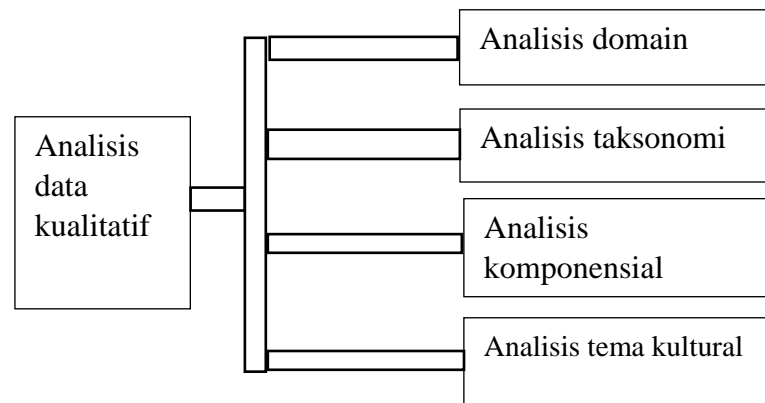 Analisis
data
kualitatif
Analisis domain
Analisis taksonomi
Analisis
komponensial
Analisis tema kultural